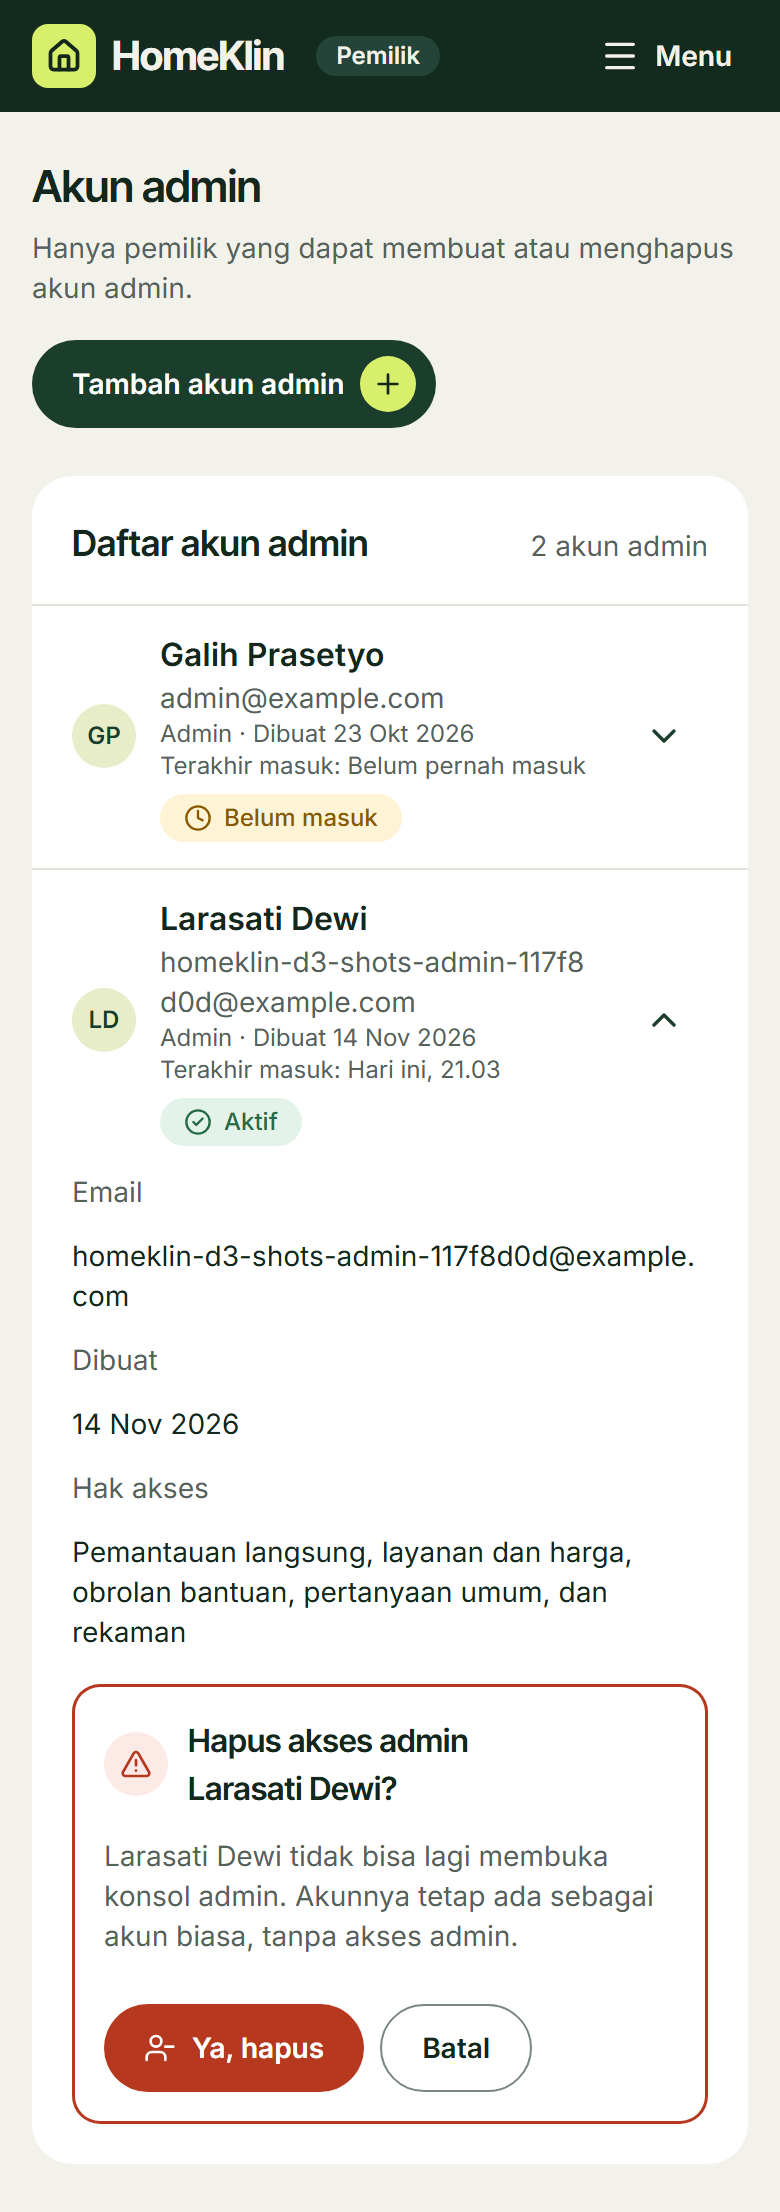 HomeKlin
Pemilik
Menu
Akun admin
Hanya pemilik yang dapat membuat atau menghapus
akun admin.
Tambah akun admin
Daftar akun admin
2 akun admin
Galih Prasetyo
admin@example.com
GP
Admin · Dibuat 23 Okt 2026
Terakhir masuk: Belum pernah masuk
Belum masuk
Larasati Dewi
homeklin-d3-shots-admin-117f8
d0d@example.com
LD
Admin · Dibuat 14 Nov 2026
Terakhir masuk: Hari ini, 21.03
Aktif
Email
homeklin-d3-shots-admin-117f8d0d@example.
com
Dibuat
14 Nov 2026
Hak akses
Pemantauan langsung, layanan dan harga,
obrolan bantuan, pertanyaan umum, dan
rekaman
Hapus akses admin
Larasati Dewi?
Larasati Dewi tidak bisa lagi membuka
konsol admin. Akunnya tetap ada sebagai
akun biasa, tanpa akses admin.
Ya, hapus
Batal